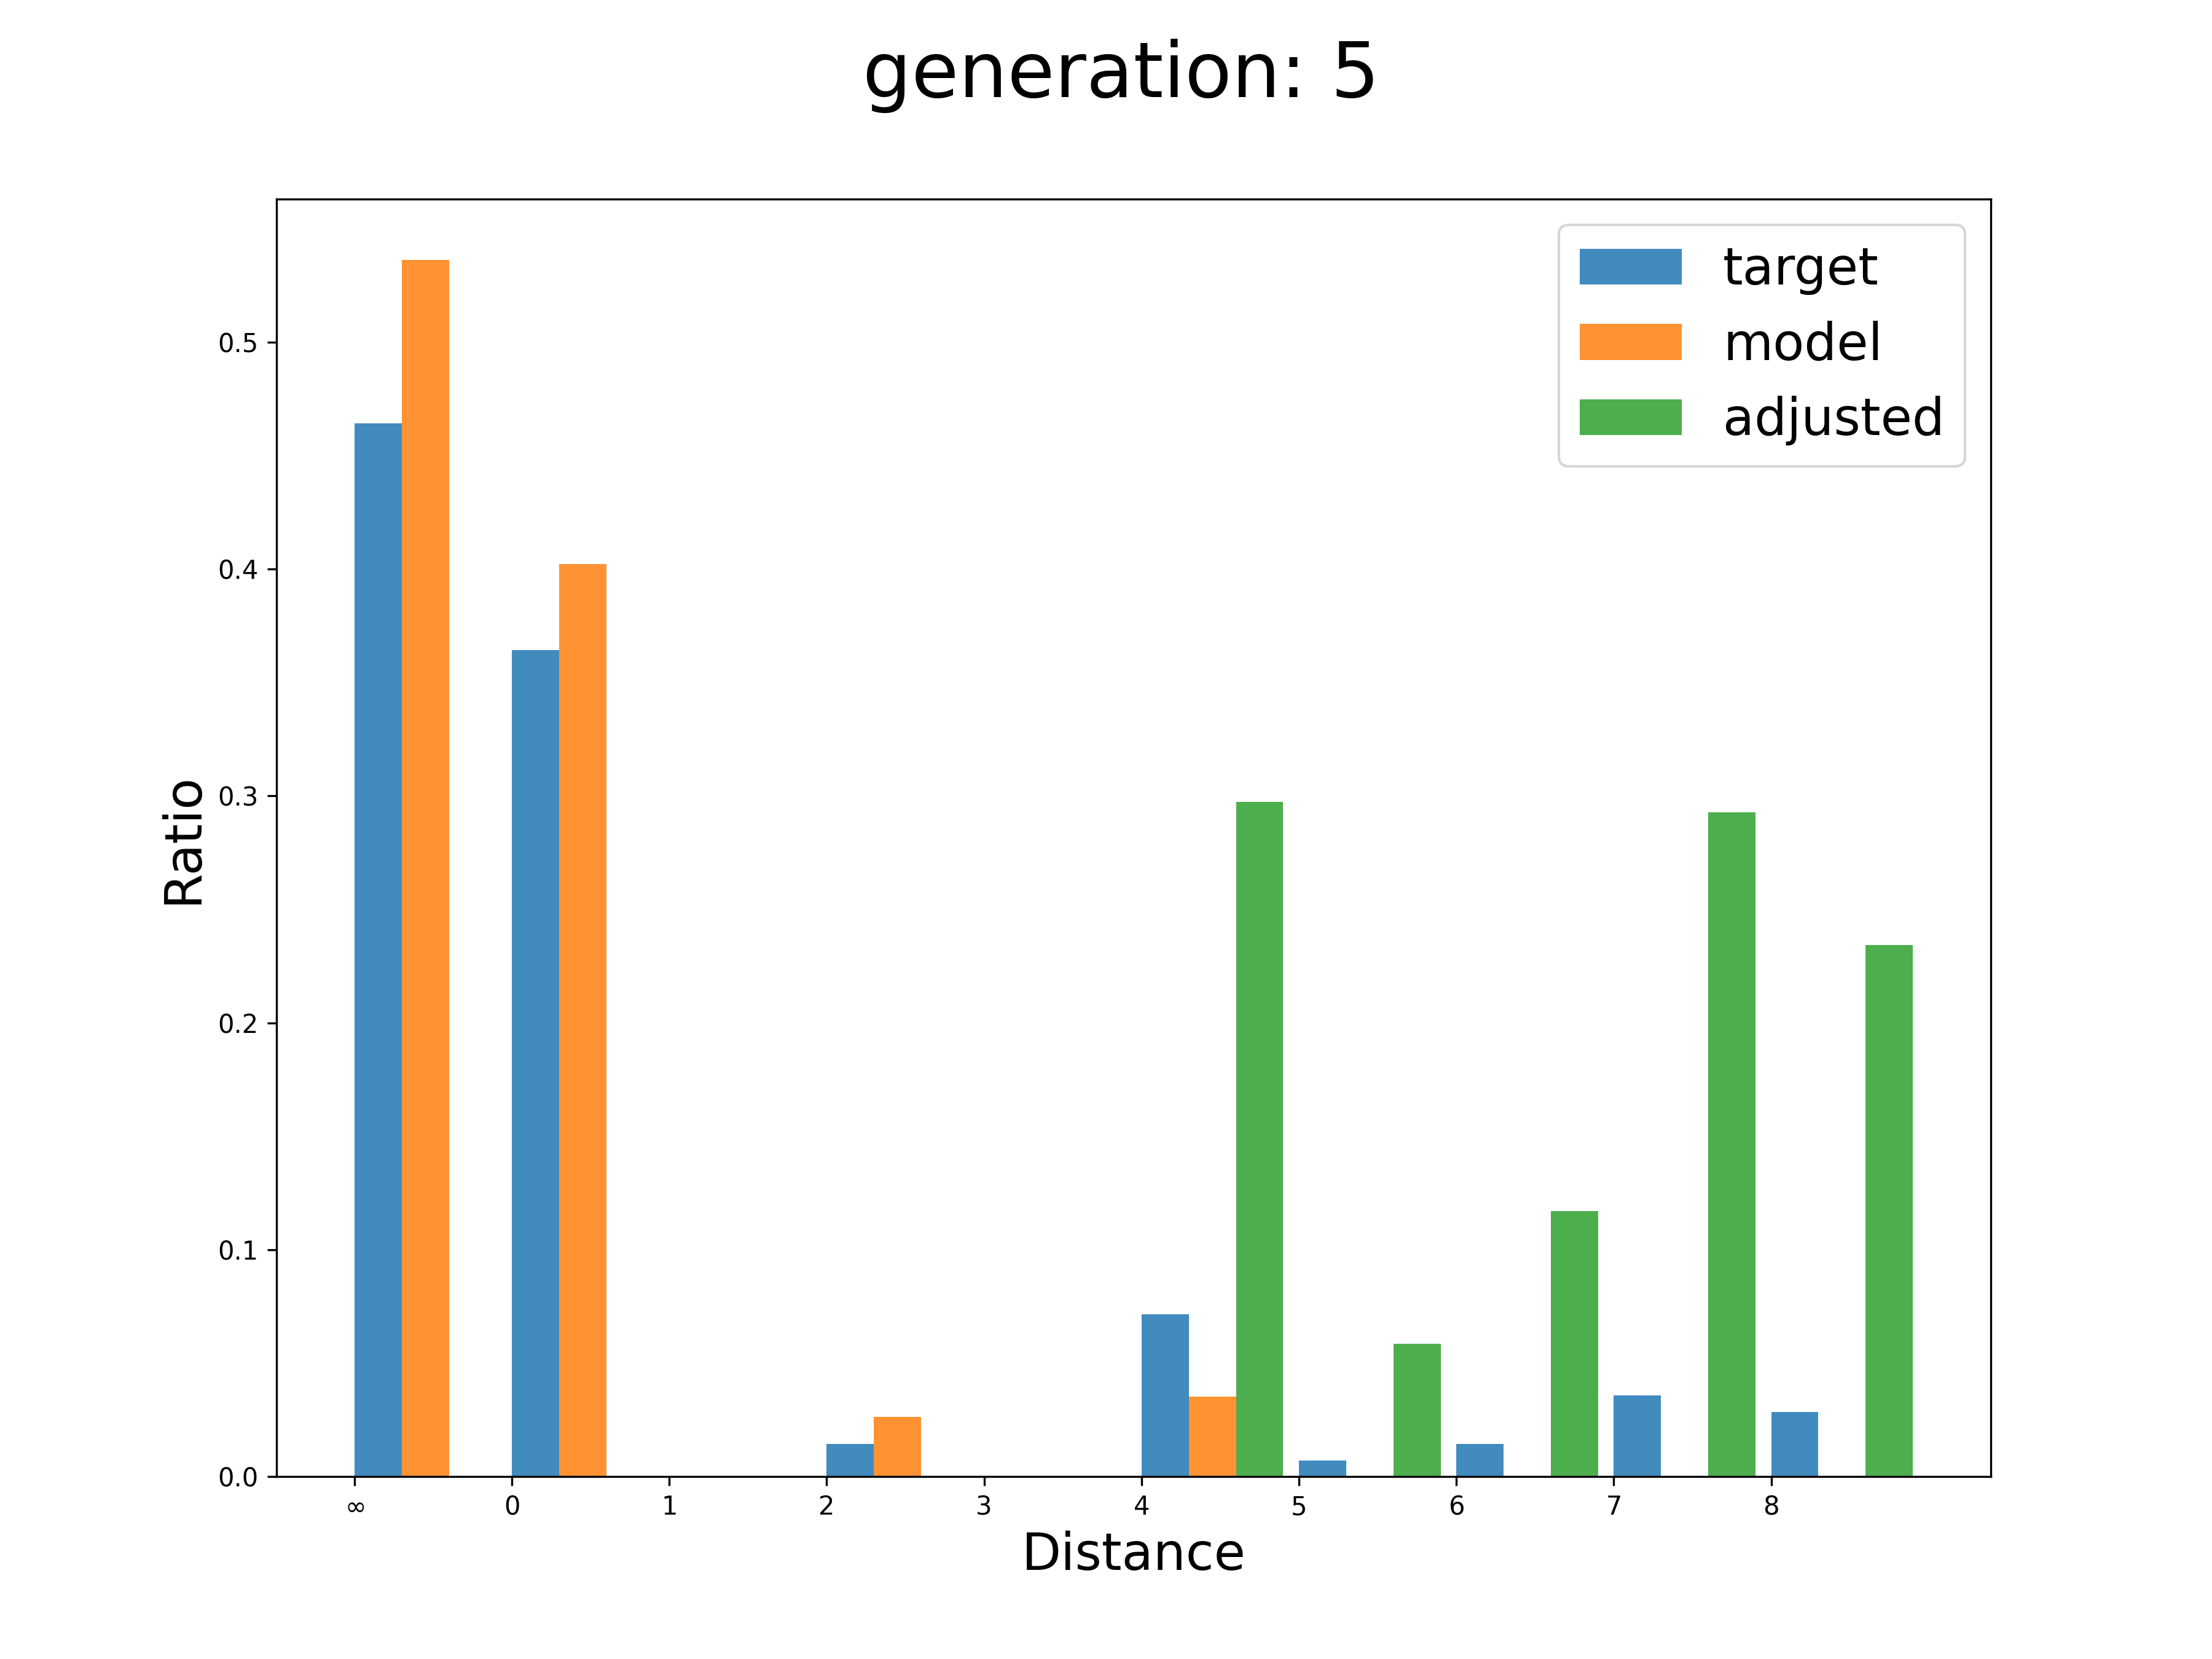 generation: 5
target
model
adjusted
0.5
0.4
0.3
0.2
0.1
0.0
Ratio
∞ 0 1 2 3 4 5 6 7 8
Distance